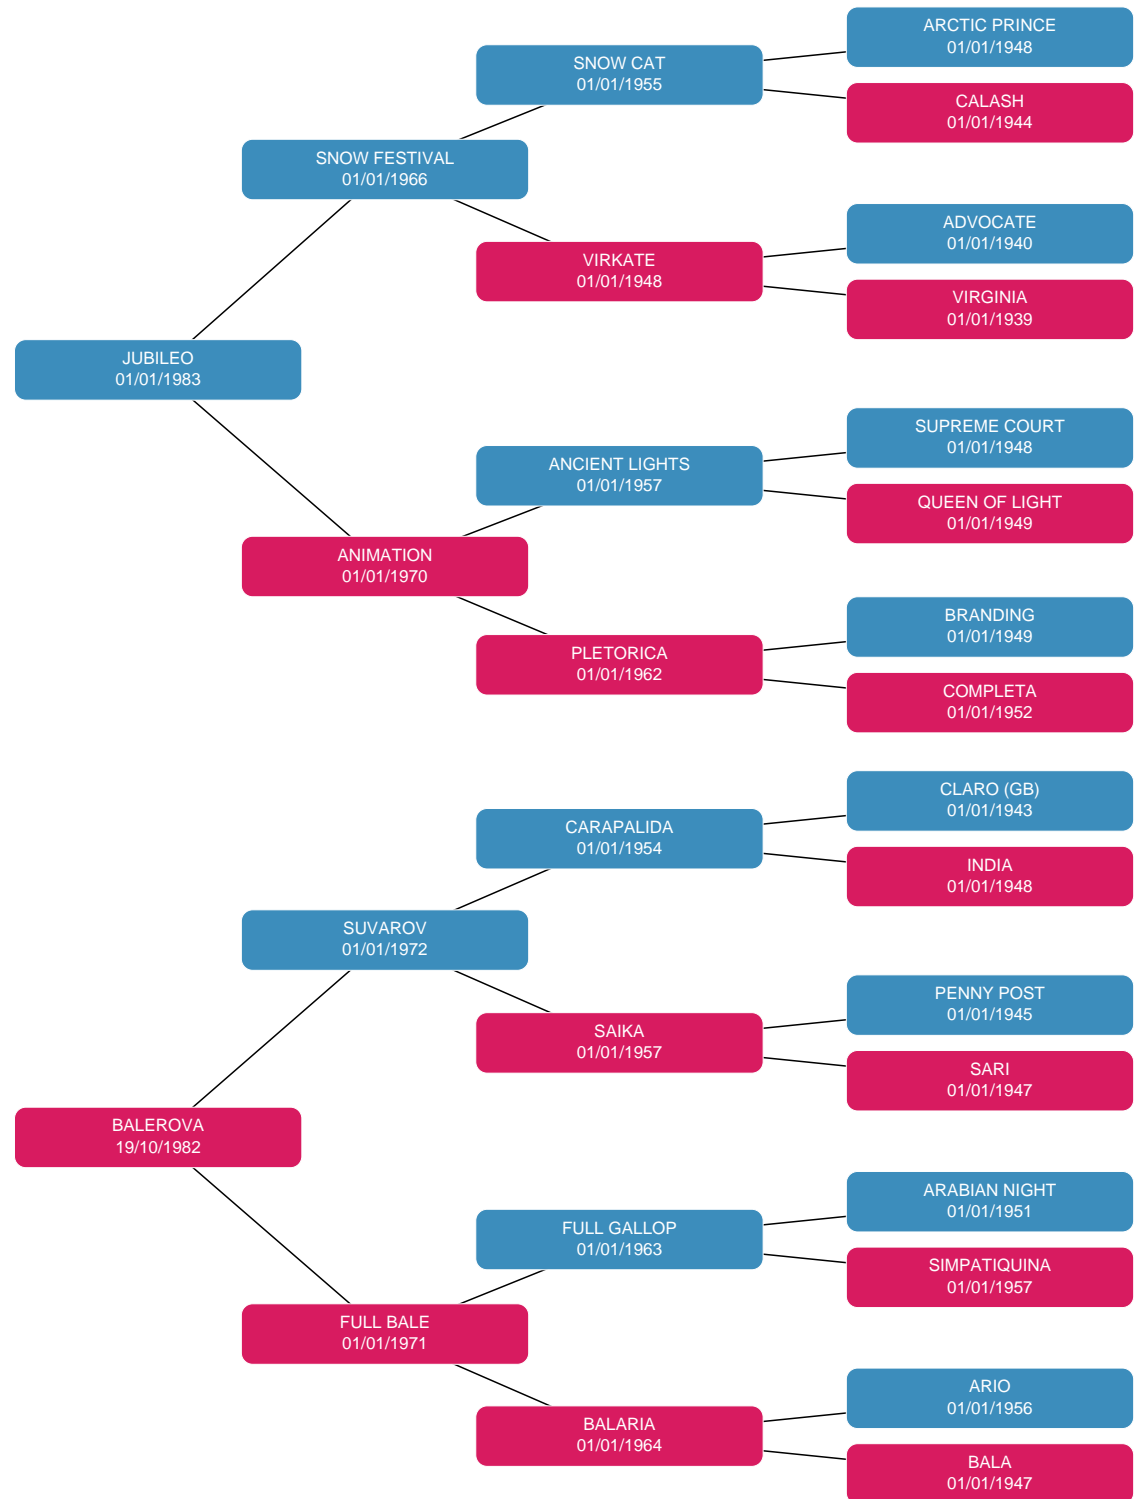 ARCTIC PRINCE
01/01/1948
SNOW CAT
01/01/1955
CALASH
01/01/1944
SNOW FESTIVAL
01/01/1966
ADVOCATE
01/01/1940
VIRKATE
01/01/1948
VIRGINIA
01/01/1939
JUBILEO
01/01/1983
SUPREME COURT
01/01/1948
ANCIENT LIGHTS
01/01/1957
QUEEN OF LIGHT
01/01/1949
ANIMATION
01/01/1970
BRANDING
01/01/1949
PLETORICA
01/01/1962
COMPLETA
01/01/1952
CLARO (GB)
01/01/1943
CARAPALIDA
01/01/1954
INDIA
01/01/1948
SUVAROV
01/01/1972
PENNY POST
01/01/1945
SAIKA
01/01/1957
SARI
01/01/1947
BALEROVA
19/10/1982
ARABIAN NIGHT
01/01/1951
FULL GALLOP
01/01/1963
SIMPATIQUINA
01/01/1957
FULL BALE
01/01/1971
ARIO
01/01/1956
BALARIA
01/01/1964
BALA
01/01/1947